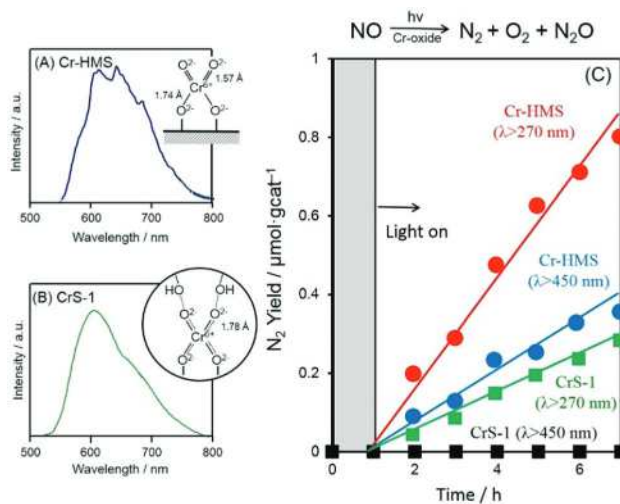 NO hν Cr-oxide N₂ + O₂ + N₂O
(A) Cr-HMS
O²⁻ O²⁻
1.57 Å
Cr⁶⁺
1.74 Å
O²⁻ O²⁻
Intensity / a.u.
500 600 700 800
Wavelength / nm
(B) CrS-1
HO OH
O²⁻ O²⁻
1.78 Å
Cr⁶⁺
O²⁻ O²⁻
Intensity / a.u.
500 600 700 800
Wavelength / nm
(C)
N₂ Yield / μmol·gcat⁻¹
1
0.8
0.6
0.4
0.2
0
Cr-HMS
(λ>270 nm)
Light on
Cr-HMS
(λ>450 nm)
CrS-1
(λ>270 nm)
CrS-1 (λ>450 nm)
0 2 4 6
Time / h